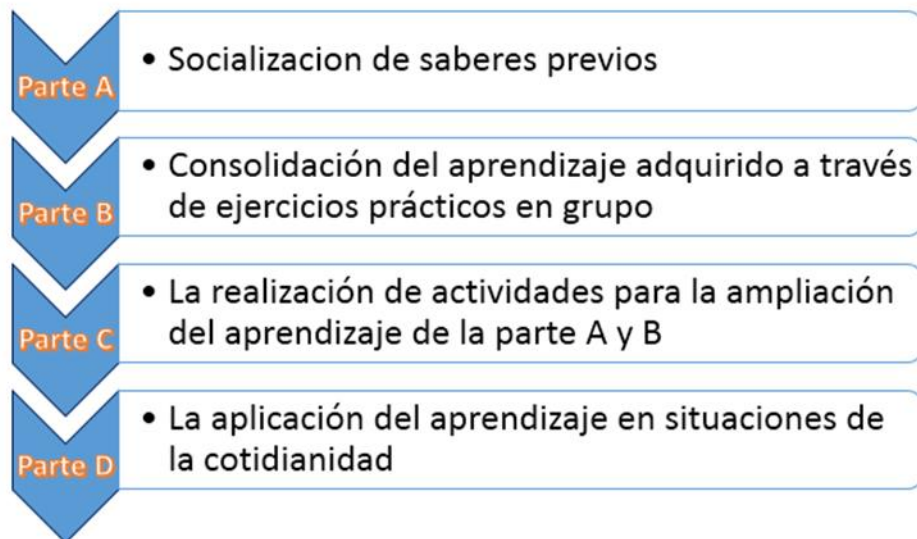 Parte A
• Socializacion de saberes previos
Parte B
• Consolidación del aprendizaje adquirido a través
de ejercicios prácticos en grupo
Parte C
• La realización de actividades para la ampliación
del aprendizaje de la parte A y B
Parte D
• La aplicación del aprendizaje en situaciones de
la cotidianidad